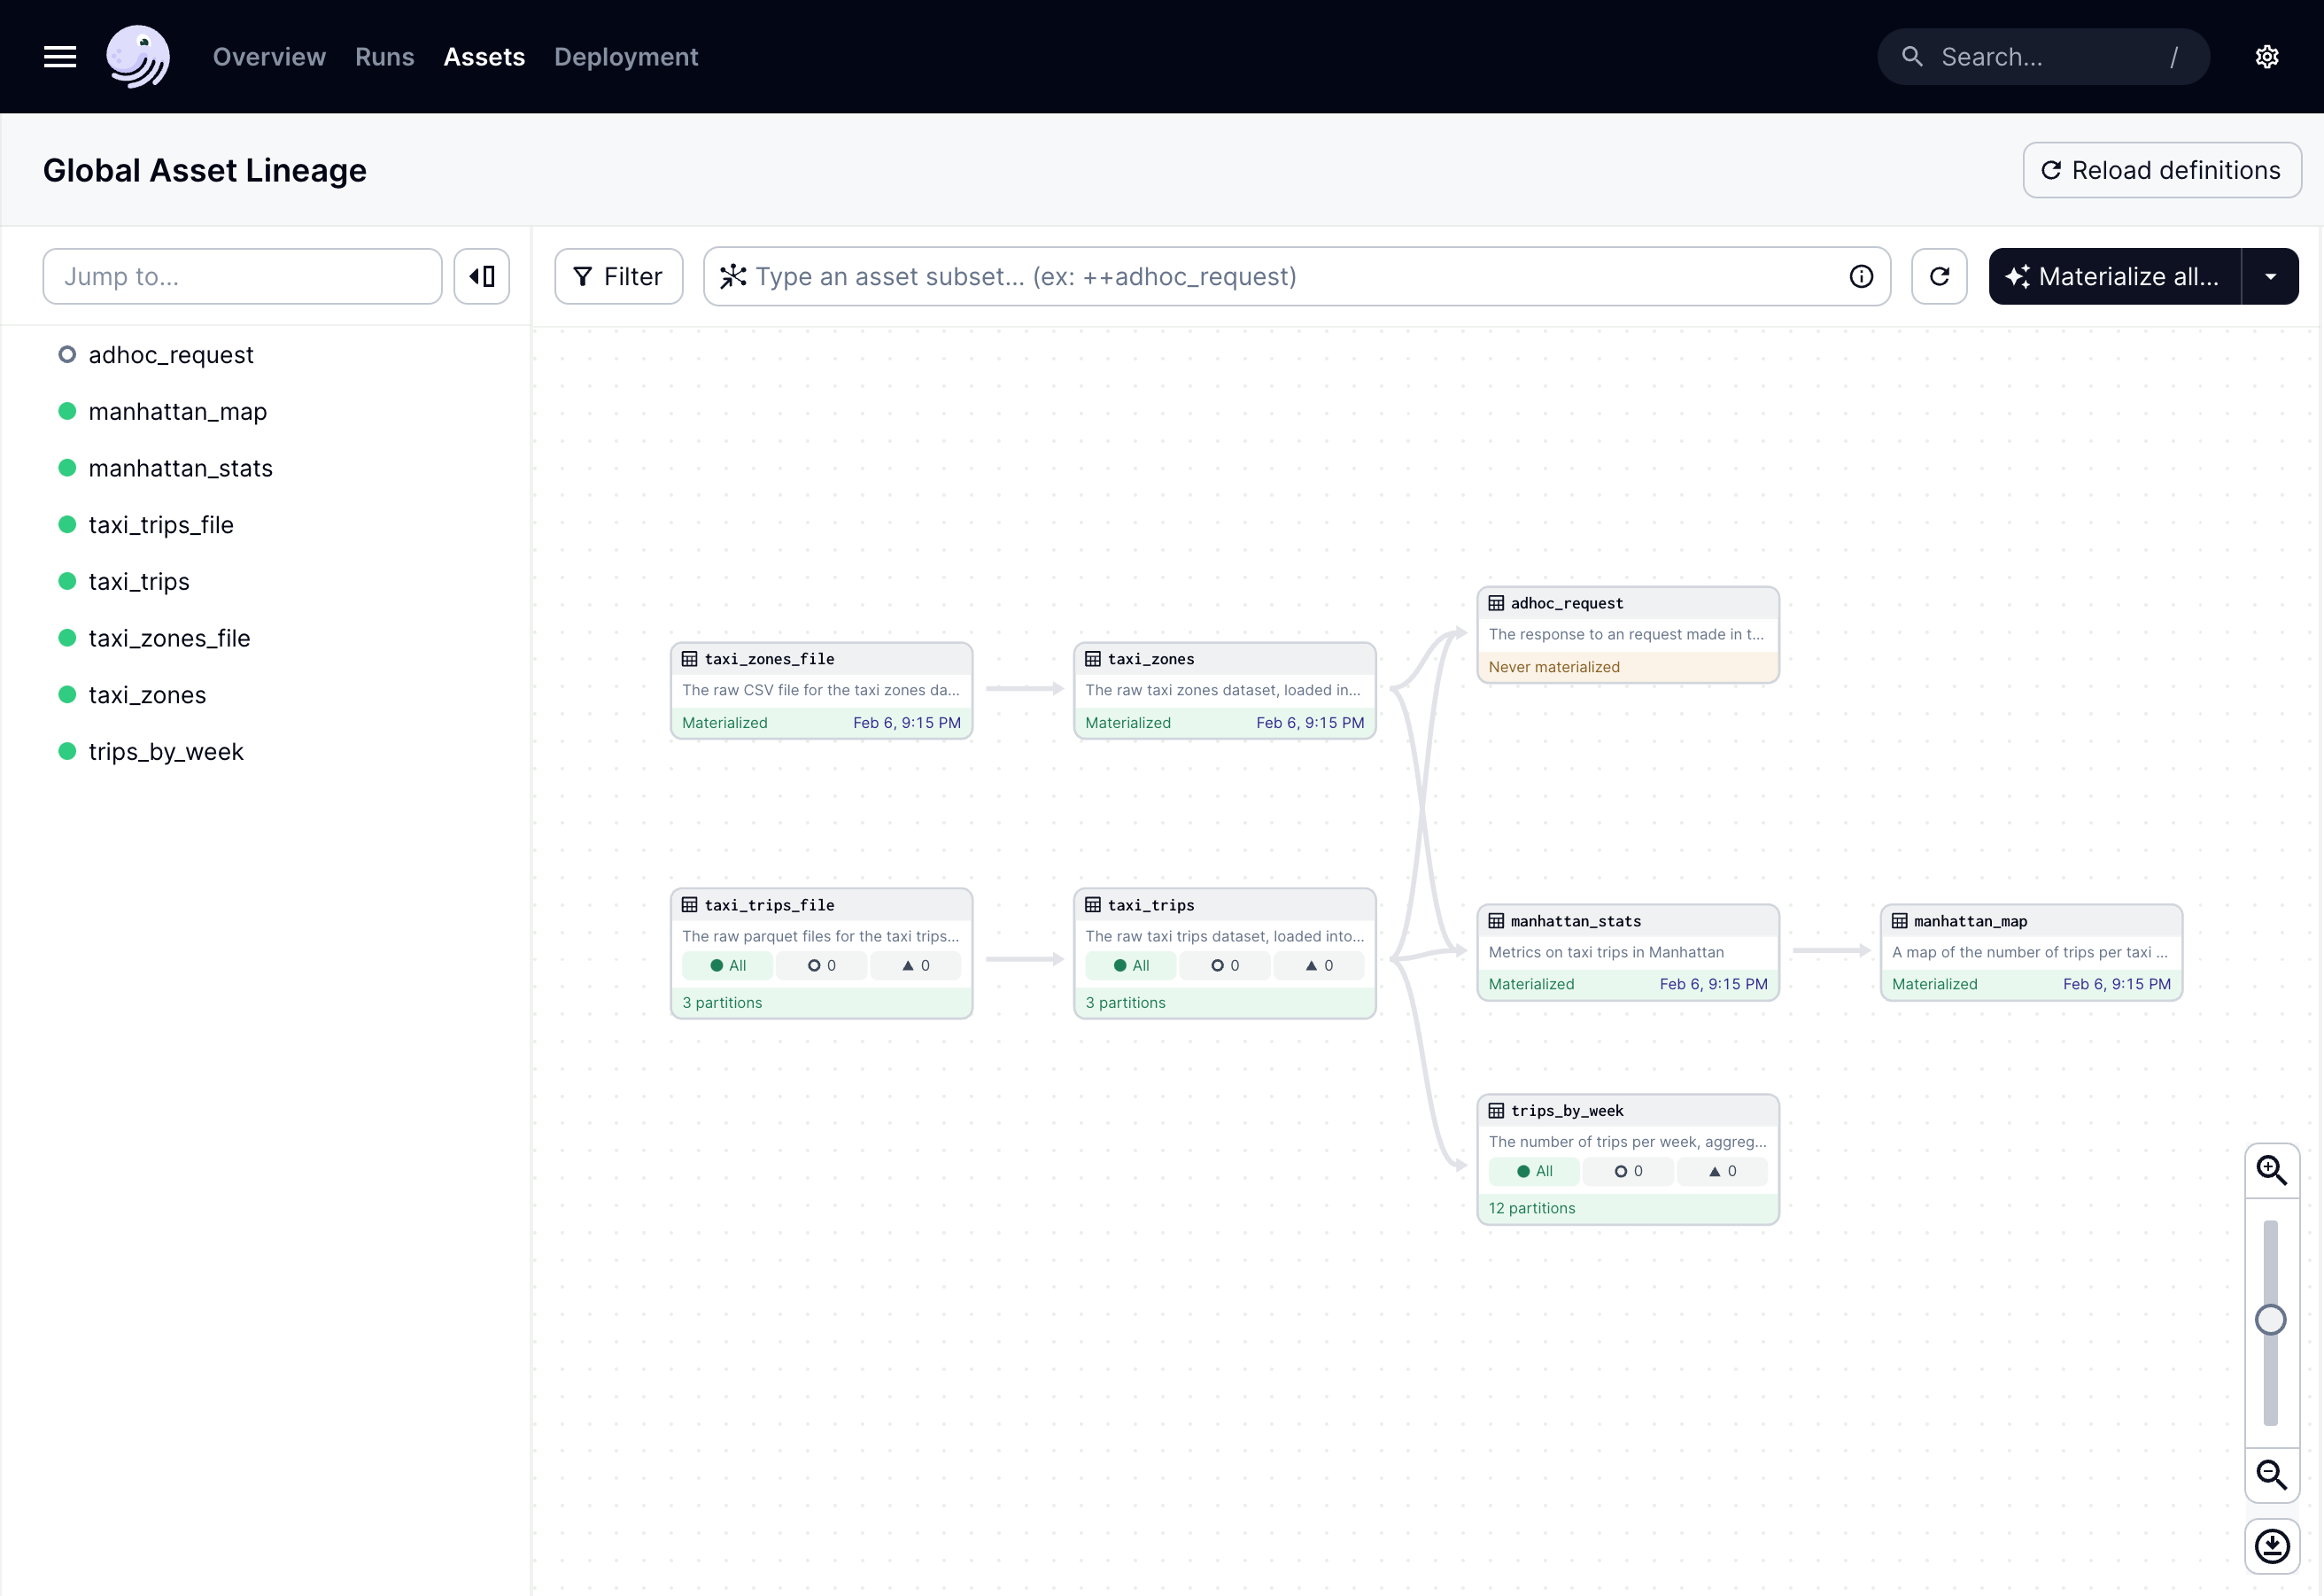 Overview Runs Assets Deployment Search... /
Global Asset Lineage
Reload definitions
Jump to...
Filter
Type an asset subset... (ex: ++adhoc_request)
Materialize all...
adhoc_request
manhattan_map
manhattan_stats
taxi_trips_file
taxi_trips
taxi_zones_file
taxi_zones
trips_by_week
taxi_zones_file
The raw CSV file for the taxi zones da...
Materialized Feb 6, 9:15 PM
taxi_zones
The raw taxi zones dataset, loaded in...
Materialized Feb 6, 9:15 PM
adhoc_request
The response to an request made in t...
Never materialized
taxi_trips_file
The raw parquet files for the taxi trips...
All 0 0
3 partitions
taxi_trips
The raw taxi trips dataset, loaded into...
All 0 0
3 partitions
manhattan_stats
Metrics on taxi trips in Manhattan
Materialized Feb 6, 9:15 PM
manhattan_map
A map of the number of trips per taxi ...
Materialized Feb 6, 9:15 PM
trips_by_week
The number of trips per week, aggreg...
All 0 0
12 partitions